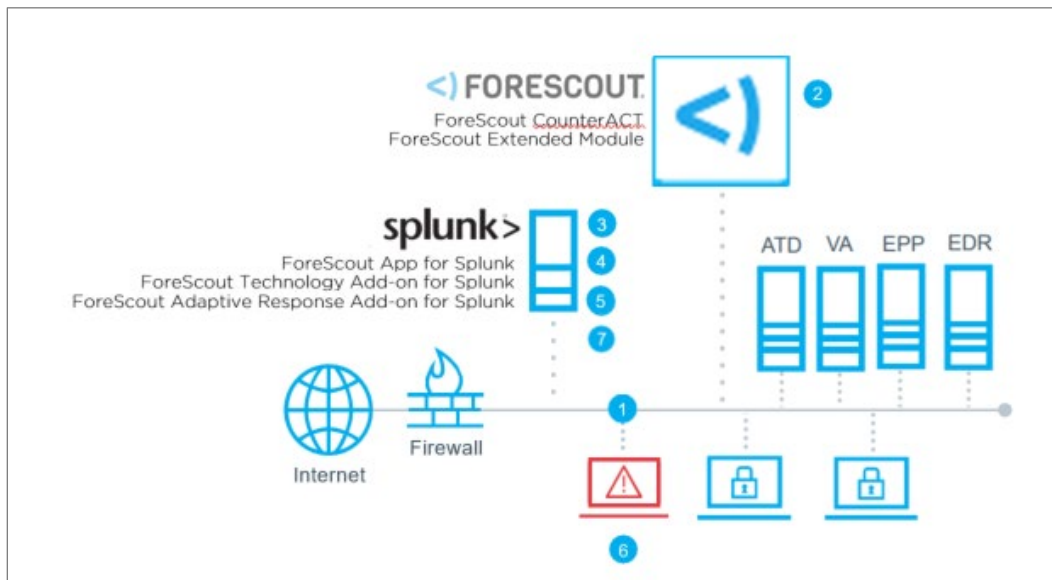 <) FORESCOUT.
ForeScout CounterACT
ForeScout Extended Module
2
splunk>
3
ForeScout App for Splunk
4
ForeScout Technology Add-on for Splunk
ForeScout Adaptive Response Add-on for Splunk
5
7
ATD VA EPP EDR
1
Internet
Firewall
6